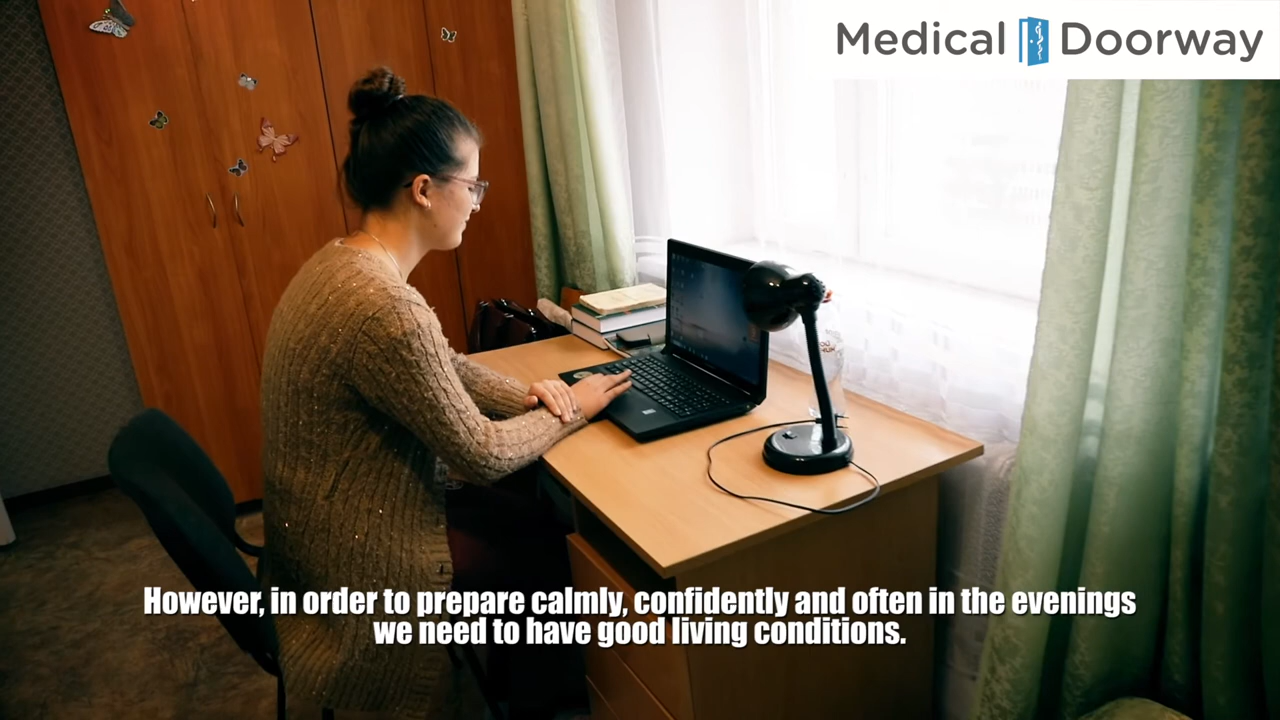 Medical Doorway
However, in order to prepare calmly, confidently and often in the evenings
we need to have good living conditions.